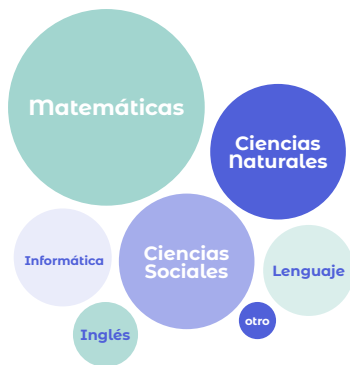 Matemáticas
Ciencias
Naturales
Informática
Ciencias
Sociales
Lenguaje
Inglés
otro